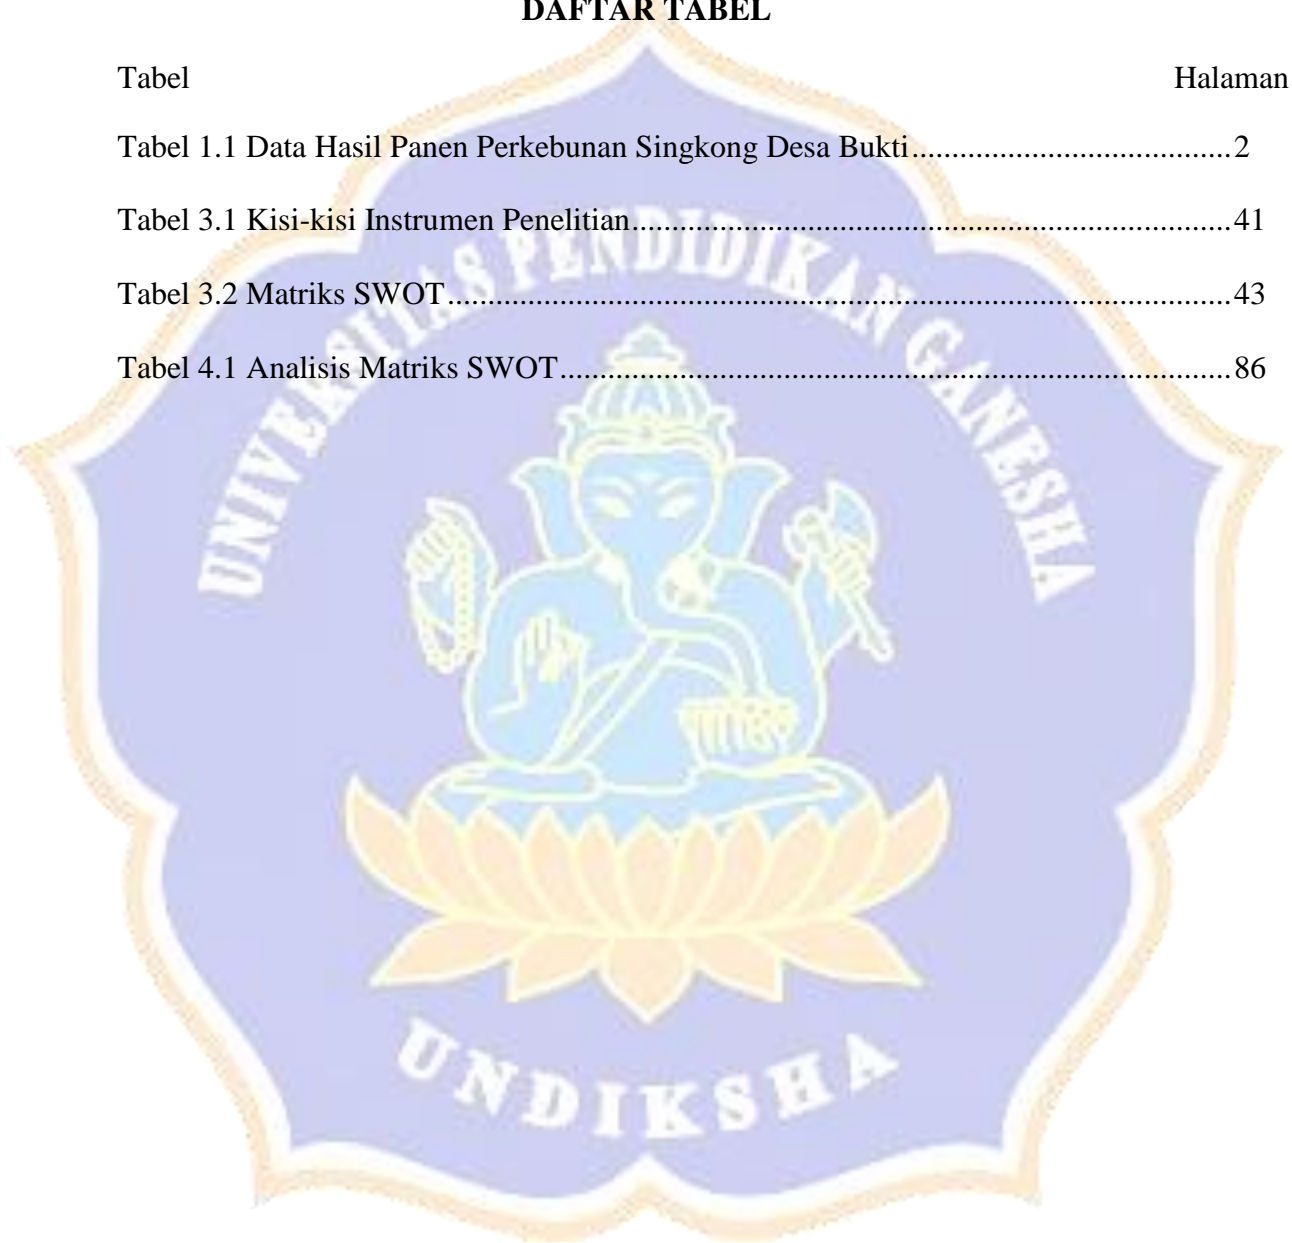 DAFTAR TABEL
Tabel Halaman
Tabel 1.1 Data Hasil Panen Perkebunan Singkong Desa Bukti.......................................2
Tabel 3.1 Kisi-kisi Instrumen Penelitian..........................................................................41
Tabel 3.2 Matriks SWOT................................................................................................43
Tabel 4.1 Analisis Matriks SWOT...................................................................................86
UNIVERSITAS PENDIDIKAN GANESHA
UNDIKSHA